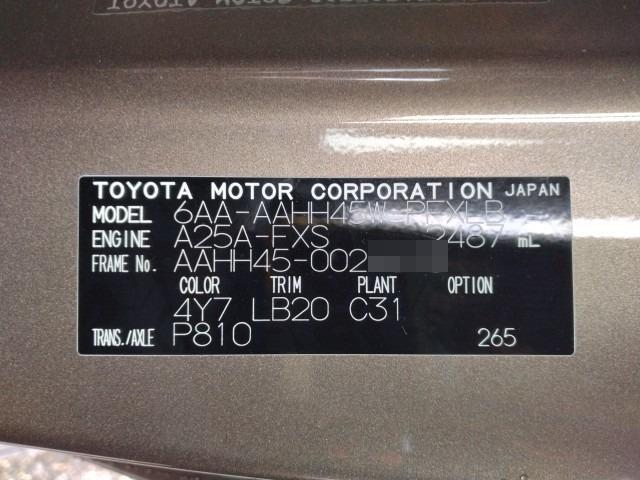 TOYOTA MOTOR CORPORATION JAPAN
MODEL 6AA-AAHH45W-PFXLB
ENGINE A25A-FXS 2487 mL
FRAME No. AAHH45-002
COLOR TRIM PLANT OPTION
4Y7 LB20 C31
TRANS./AXLE P810 265